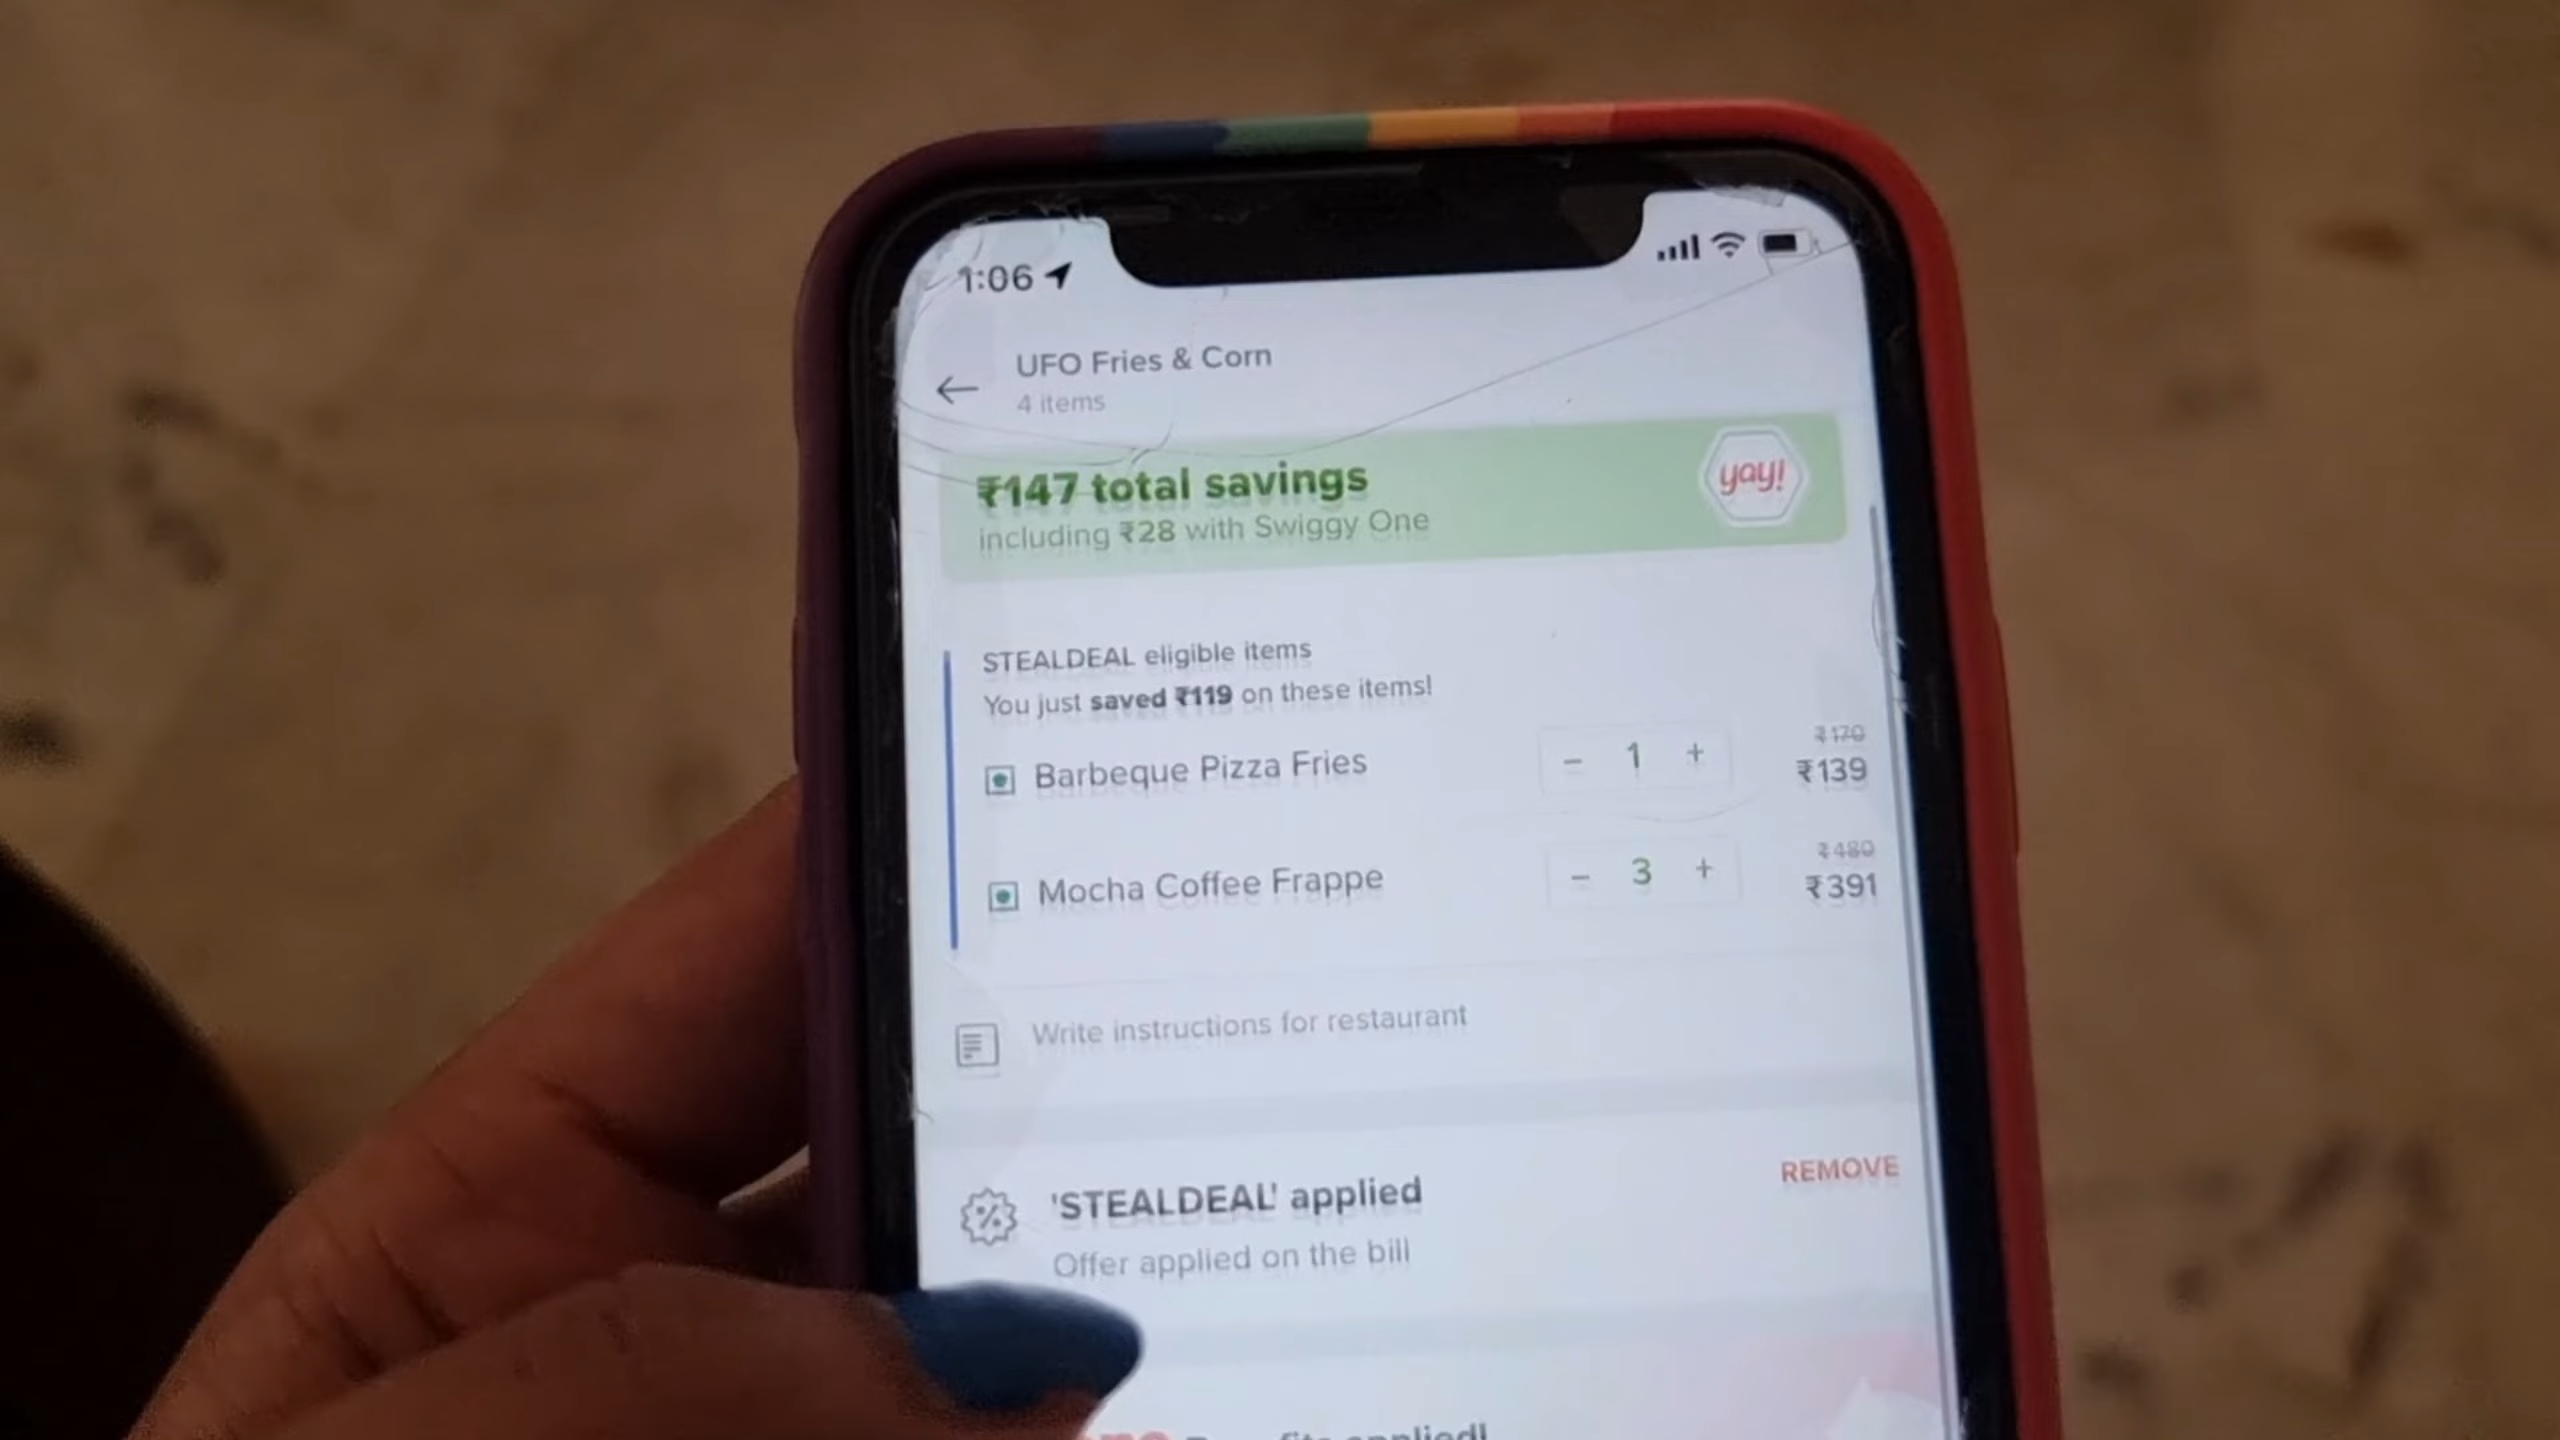 1:06
UFO Fries & Corn
4 items
₹147 total savings
including ₹28 with Swiggy One
yay!
STEALDEAL eligible items
You just saved ₹119 on these items!
Barbeque Pizza Fries - 1 + ₹170 ₹139
Mocha Coffee Frappe - 3 + ₹480 ₹391
Write instructions for restaurant
'STEALDEAL' applied REMOVE
Offer applied on the bill
applied!